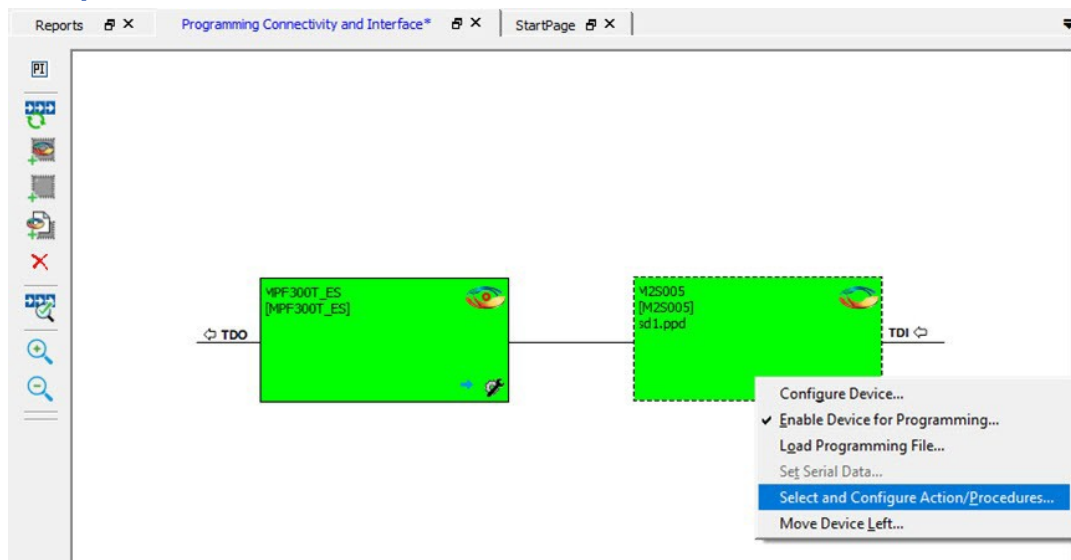 Reports
Programming Connectivity and Interface*
StartPage
PI
MPF300T_ES
[MPF300T_ES]
TDO
M2S005
[M2S005]
sd1.ppd
TDI
Configure Device...
Enable Device for Programming...
Load Programming File...
Set Serial Data...
Select and Configure Action/Procedures...
Move Device Left...